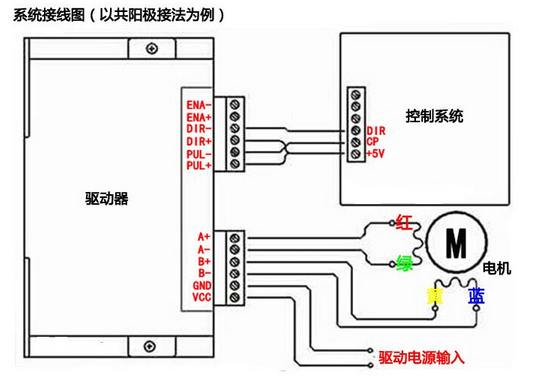 系统接线图（以共阳极接法为例）
控制系统
ENA-
ENA+
DIR-
DIR+
PUL-
PUL+
DIR
CP
+5V
驱动器
A+
A-
B+
B-
GND
VCC
红
绿
M
电机
黄
蓝
驱动电源输入